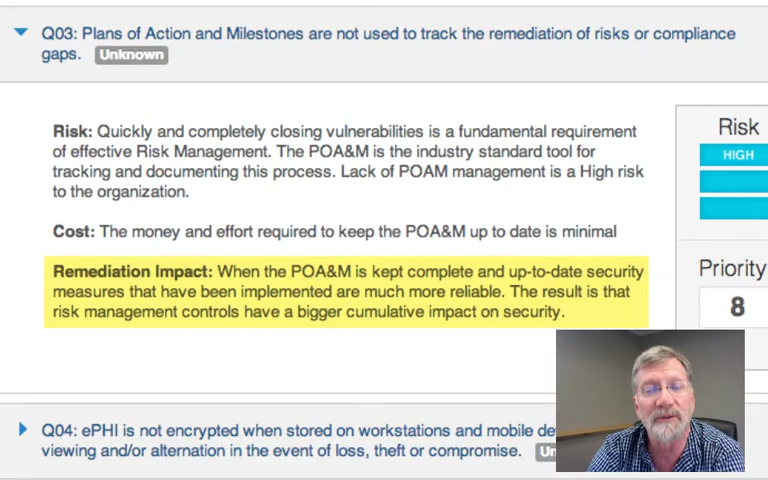 Q03: Plans of Action and Milestones are not used to track the remediation of risks or compliance
gaps. Unknown
Risk: Quickly and completely closing vulnerabilities is a fundamental requirement
of effective Risk Management. The POA&M is the industry standard tool for
tracking and documenting this process. Lack of POAM management is a High risk
to the organization.
Cost: The money and effort required to keep the POA&M up to date is minimal
Remediation Impact: When the POA&M is kept complete and up-to-date security
measures that have been implemented are much more reliable. The result is that
risk management controls have a bigger cumulative impact on security.
Risk
HIGH
Priority
8
Q04: ePHI is not encrypted when stored on workstations and mobile
viewing and/or alternation in the event of loss, theft or compromise.